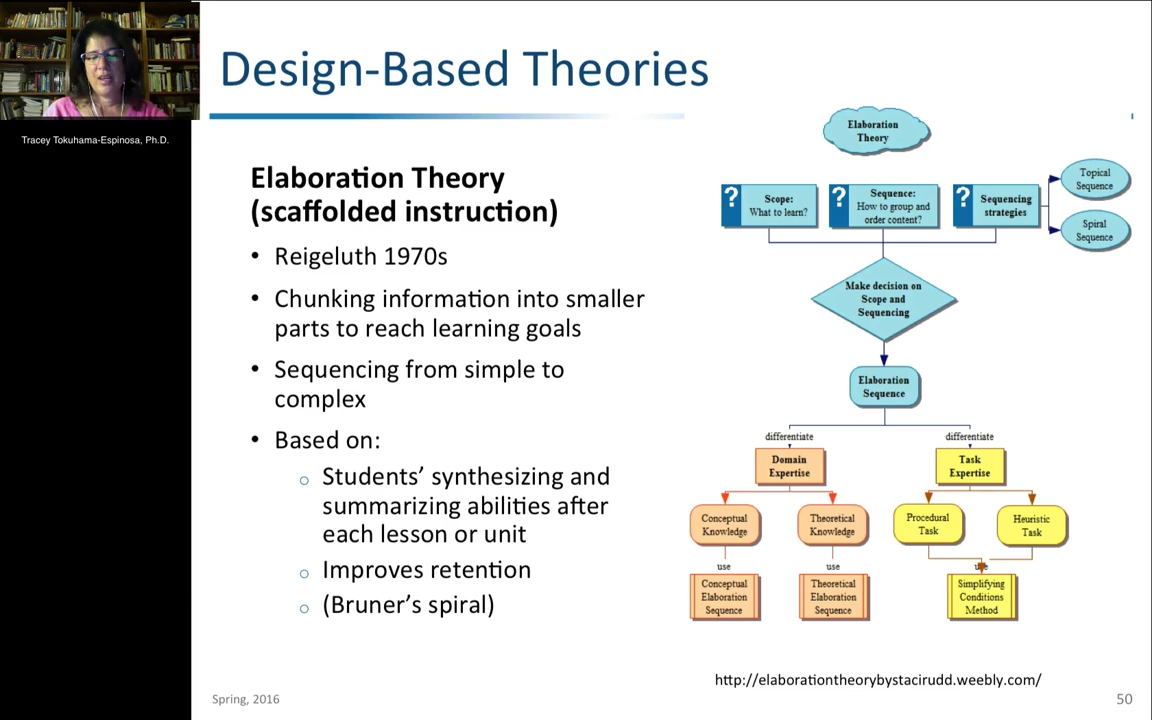 Tracey Tokuhama-Espinosa, Ph.D.
Design-Based Theories
Elaboration Theory
(scaffolded instruction)
• Reigeluth 1970s
• Chunking information into smaller
parts to reach learning goals
• Sequencing from simple to
complex
• Based on:
o Students’ synthesizing and
summarizing abilities after
each lesson or unit
o Improves retention
o (Bruner’s spiral)
Elaboration
Theory
?
Scope:
What to learn?
?
Sequence:
How to group and
order content?
?
Sequencing
strategies
Topical
Sequence
Spiral
Sequence
Make decision on
Scope and
Sequencing
Elaboration
Sequence
differentiate
differentiate
Domain
Expertise
Task
Expertise
Conceptual
Knowledge
Theoretical
Knowledge
Procedural
Task
Heuristic
Task
use
use
use
Conceptual
Elaboration
Sequence
Theoretical
Elaboration
Sequence
Simplifying
Conditions
Method
http://elaborationtheorybystacirudd.weebly.com/
Spring, 2016
50